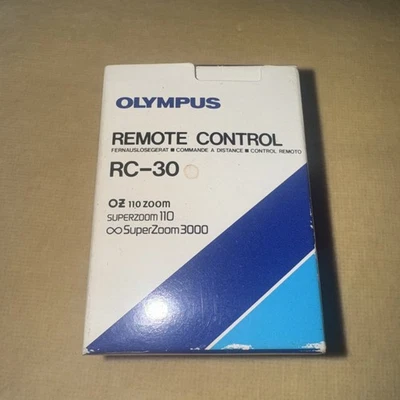 OLYMPUS
REMOTE CONTROL
FERNAUSLÖSEGERÄT ■ COMMANDE A DISTANCE ■ CONTROL REMOTO
RC-30
OZ 110 ZOOM
SUPERZOOM 110
∞ SuperZoom 3000